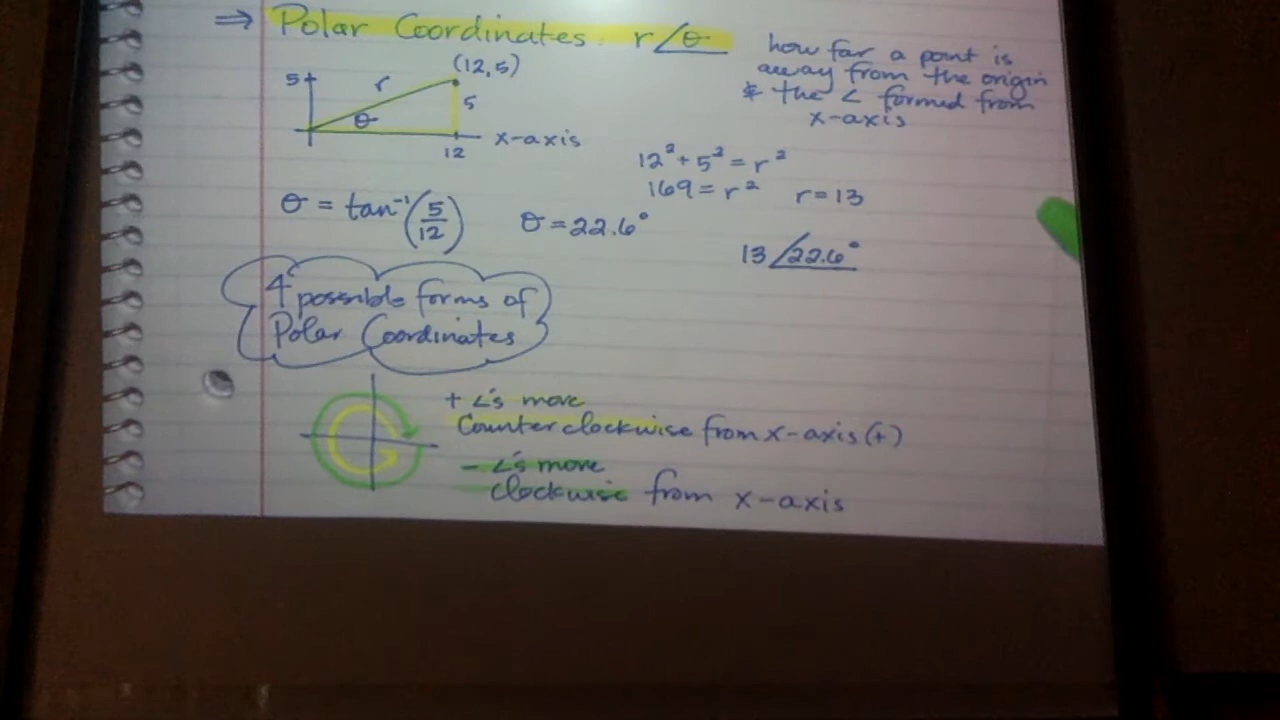 ⇒ Polar Coordinates r∠θ
how far a point is
away from the origin
* the ∠ formed from
x-axis
(12,5)
5
r
5
θ
x-axis
12
12² + 5² = r²
169 = r² r = 13
θ = tan⁻¹(5/12) θ = 22.6°
13∠22.6°
4 possible forms of
Polar Coordinates
+ ∠'s move
Counterclockwise from x-axis (+)
- ∠'s move
clockwise from x-axis